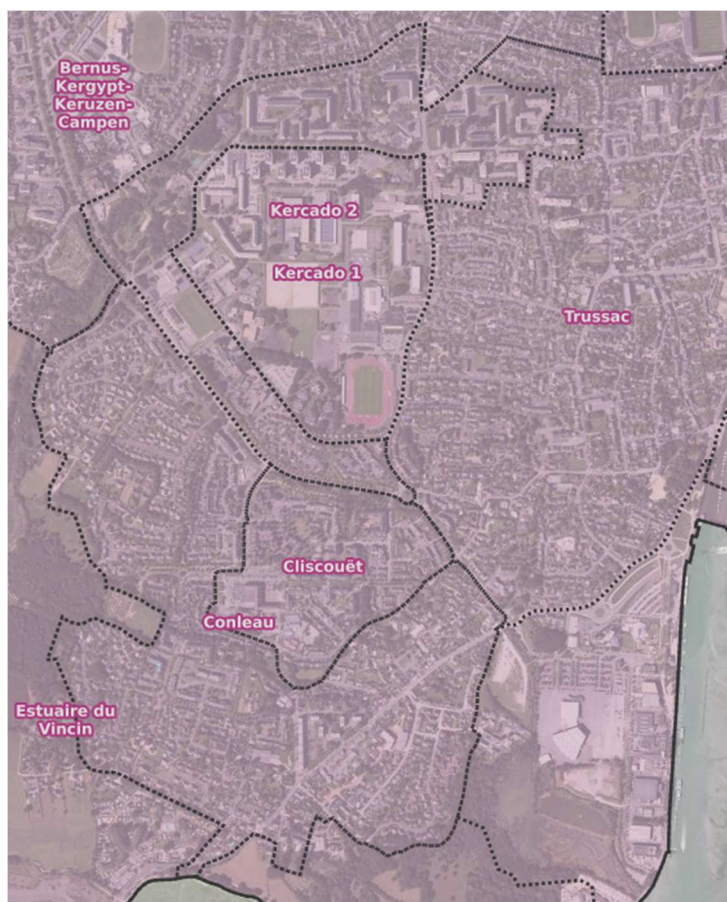 Bernus-
Kergypt-
Keruzen-
Campen
Kercado 2
Kercado 1
Trussac
Cliscouët
Conleau
Estuaire du
Vincin